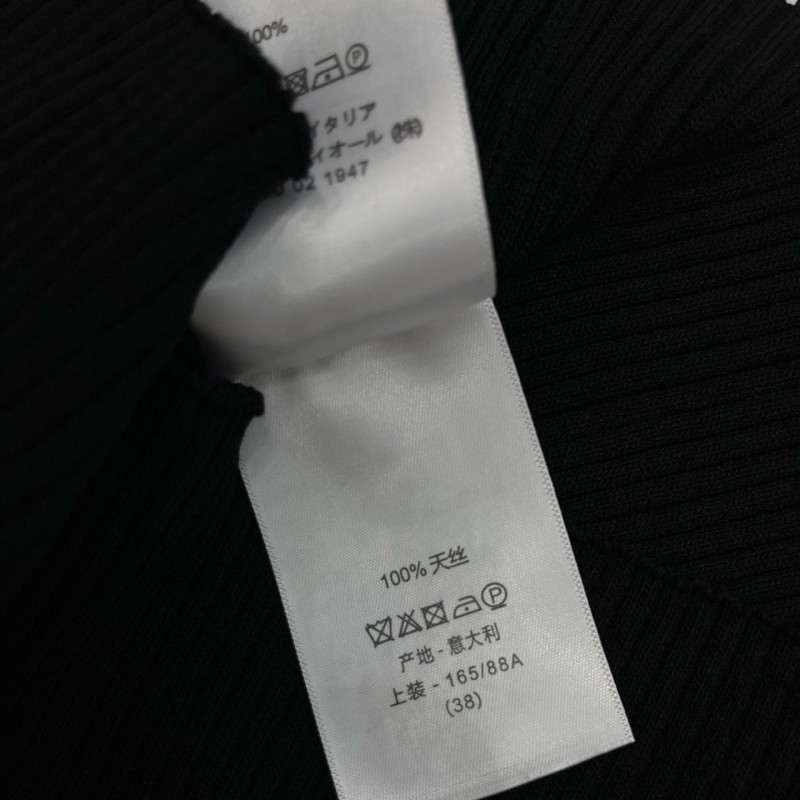 100%
イタリア
ィオール ㈱
02 1947
100% 天丝
P
产地 - 意大利
上装 - 165/88A
(38)